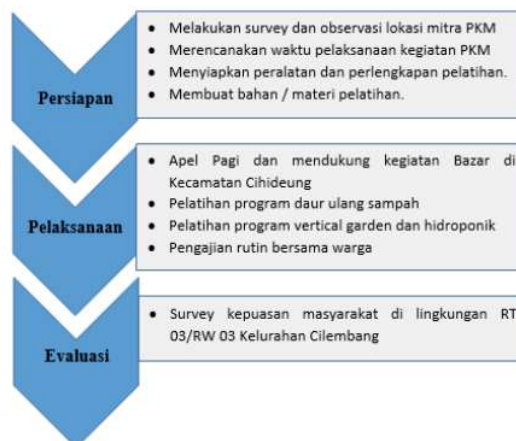 Persiapan
• Melakukan survey dan observasi lokasi mitra PKM
• Merencanakan waktu pelaksanaan kegiatan PKM
• Menyiapkan peralatan dan perlengkapan pelatihan.
• Membuat bahan / materi pelatihan.
Pelaksanaan
• Apel Pagi dan mendukung kegiatan Bazar di
Kecamatan Cihideung
• Pelatihan program daur ulang sampah
• Pelatihan program vertical garden dan hidroponik
• Pengajian rutin bersama warga
Evaluasi
• Survey kepuasan masyarakat di lingkungan RT
03/RW 03 Kelurahan Cilembang